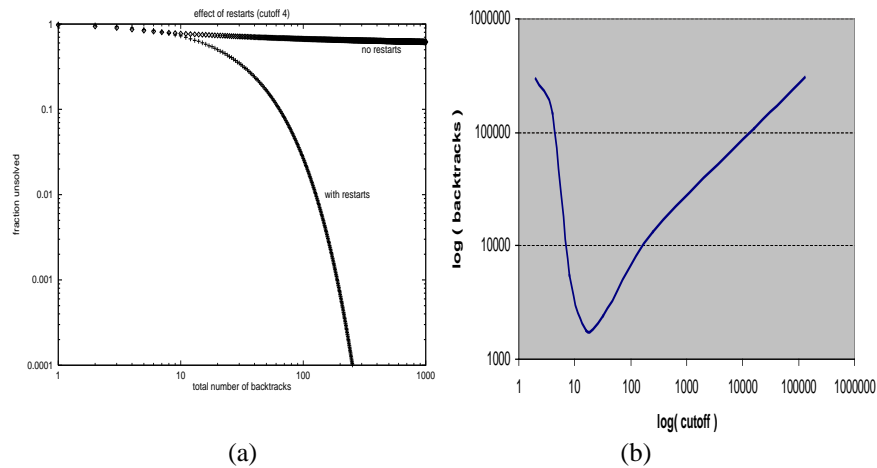 effect of restarts (cutoff 4)
1
0.1
0.01
0.001
0.0001
fraction unsolved
no restarts
with restarts
1 10 100 1000
total number of backtracks
(a)
1000000
100000
10000
1000
log ( backtracks )
1 10 100 1000 10000 100000 1000000
log( cutoff )
(b)